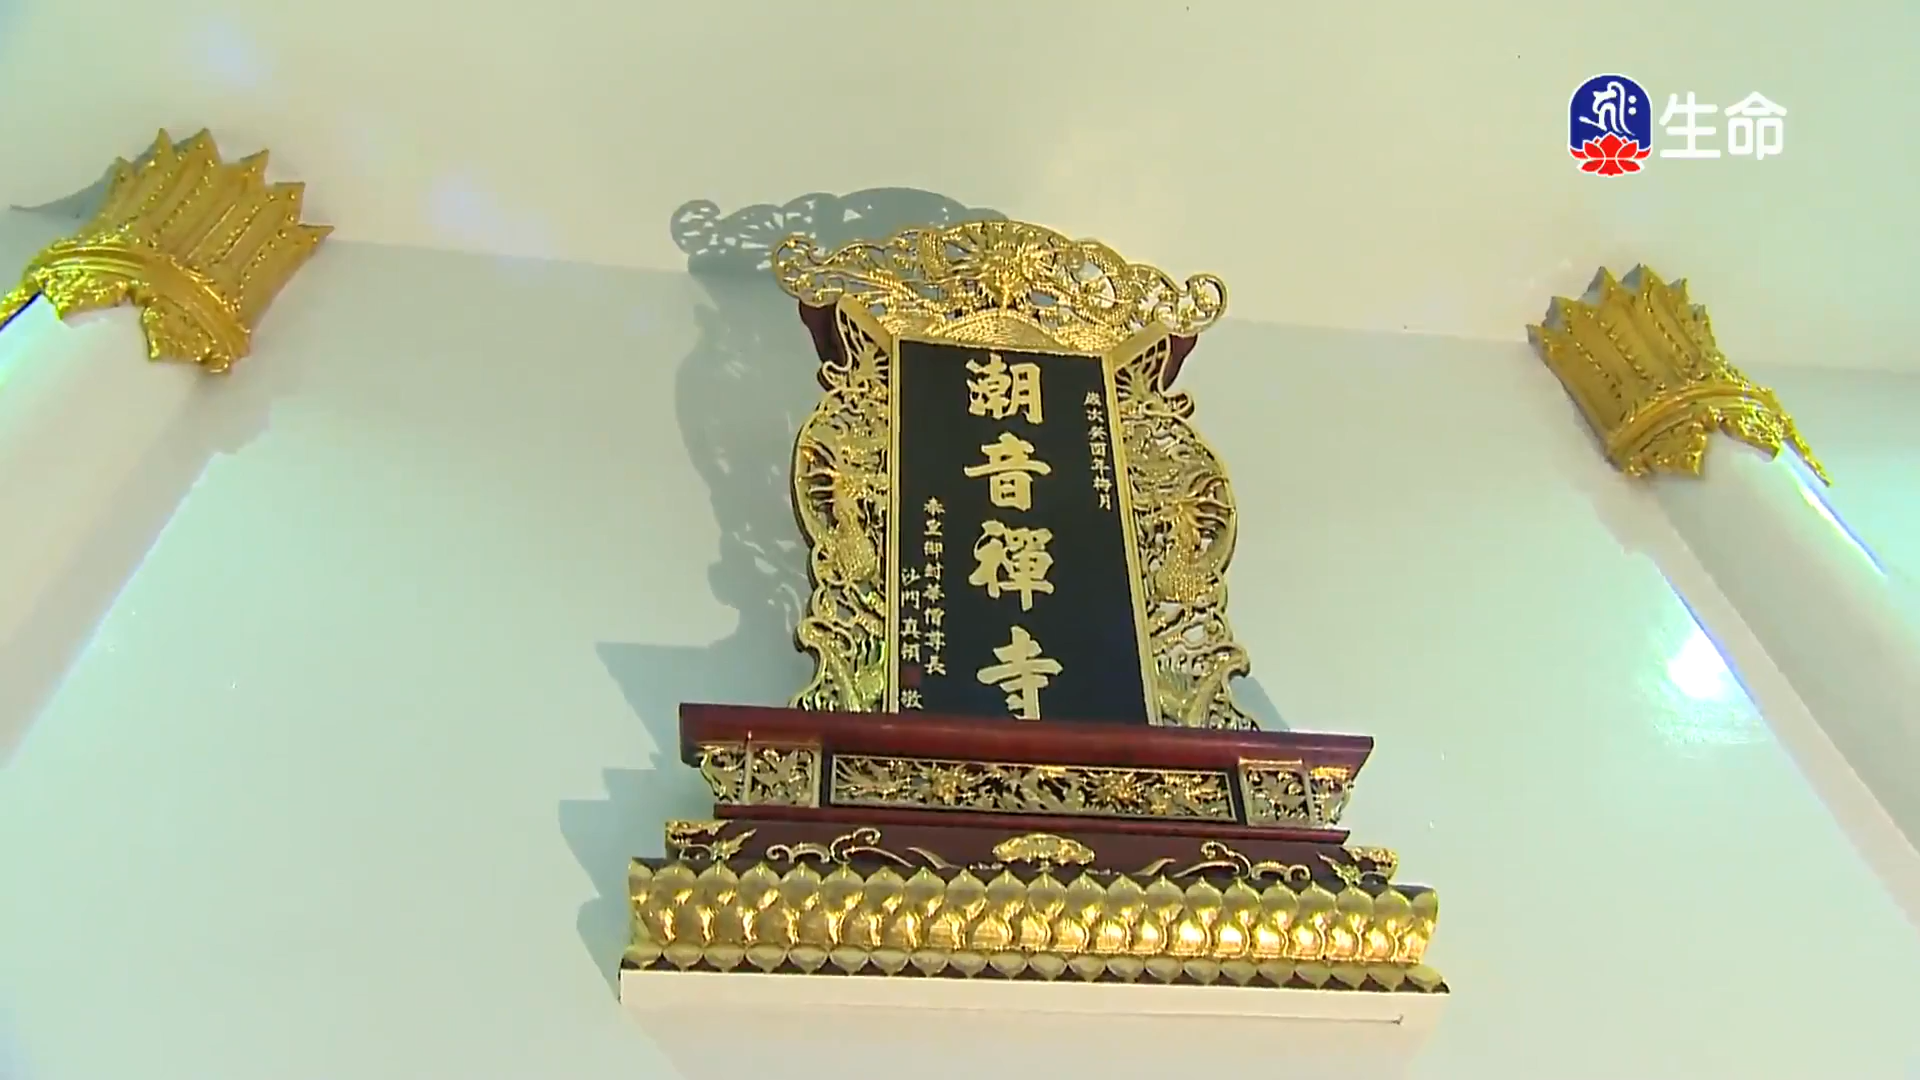 生命
歲次癸酉年梅月
潮音禪寺
泰皇御封華僧尊長
沙門真頓
敬